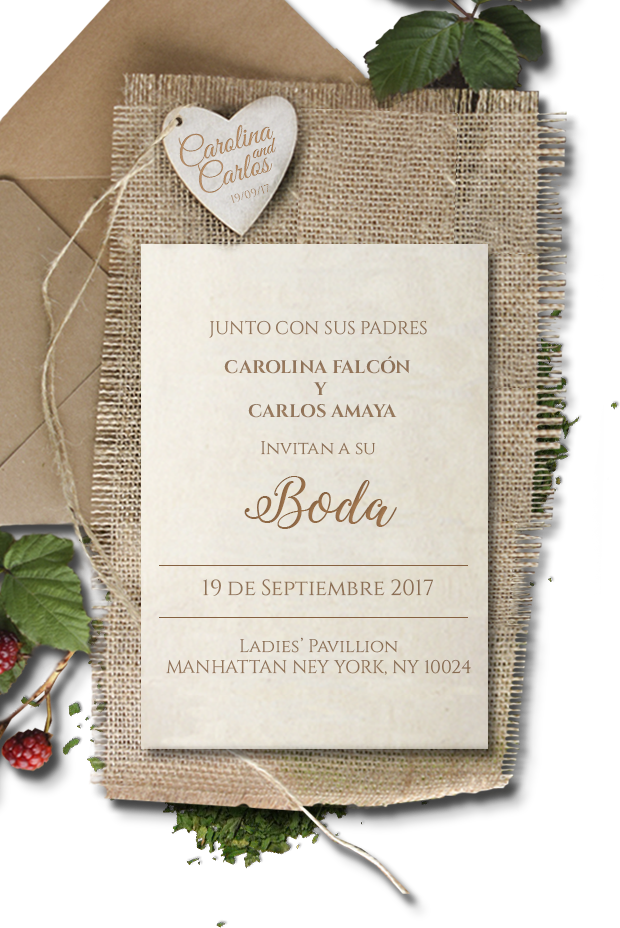 Carolina
and
Carlos
19/09/17
JUNTO CON SUS PADRES
CAROLINA FALCÓN
Y
CARLOS AMAYA
INVITAN A SU
Boda
19 DE SEPTIEMBRE 2017
LADIES' PAVILLION
MANHATTAN NEY YORK, NY 10024